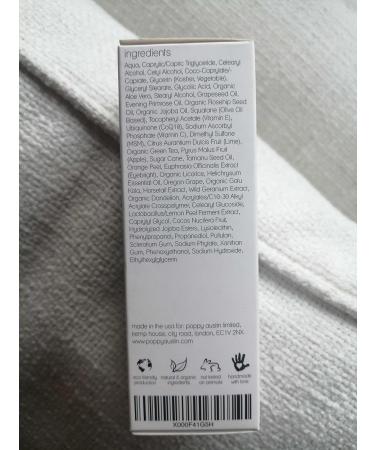 ingredients
Aqua, Caprylic/Capric Triglyceride, Cetearyl
Alcohol, Cetyl Alcohol, Coco-Caprylate/-
Caprate, Glycerin (Kosher, Vegetable),
Glyceryl Stearate, Glycolic Acid, Organic
Aloe Vera, Stearyl Alcohol, Grapeseed Oil,
Evening Primrose Oil, Organic Rosehip Seed
Oil, Organic Jojoba Oil, Squalane (Olive Oil
Based), Tocopheryl Acetate (Vitamin E),
Ubiquinone (CoQ10), Sodium Ascorbyl
Phosphate (Vitamin C), Dimethyl Sulfone
(MSM), Citrus Aurantium Dulcis Fruit (Lime),
Organic Green Tea, Pyrus Malus Fruit
(Apple), Sugar Cane, Tamanu Seed Oil,
Orange Peel, Euphrasia Officinalis Extract
(Eyebright), Organic Licorice, Helichrysum
Essential Oil, Oregon Grape, Organic Gotu
Kola, Horsetail Extract, Wild Geranium Extract,
Organic Dandelion, Acrylates/C10-30 Alkyl
Acrylate Crosspolymer, Cetearyl Glucoside,
Lactobacillus/Lemon Peel Ferment Extract,
Caprylyl Glycol, Cocos Nucifera Fruit,
Hydrolysed Jojoba Esters, Lysolecithin,
Phenylpropanol, Propanediol, Pullulan,
Sclerotium Gum, Sodium Phytate, Xanthan
Gum, Phenoxyethanol, Sodium Hydroxide,
Ethylhexylglycerin
made in the usa for: poppy austin limited,
kemp house, city road, london, EC1V 2NX.
www.poppyaustin.com
eco friendly production
natural & organic ingredients
not tested on animals
handmade with love
X000F41GSH